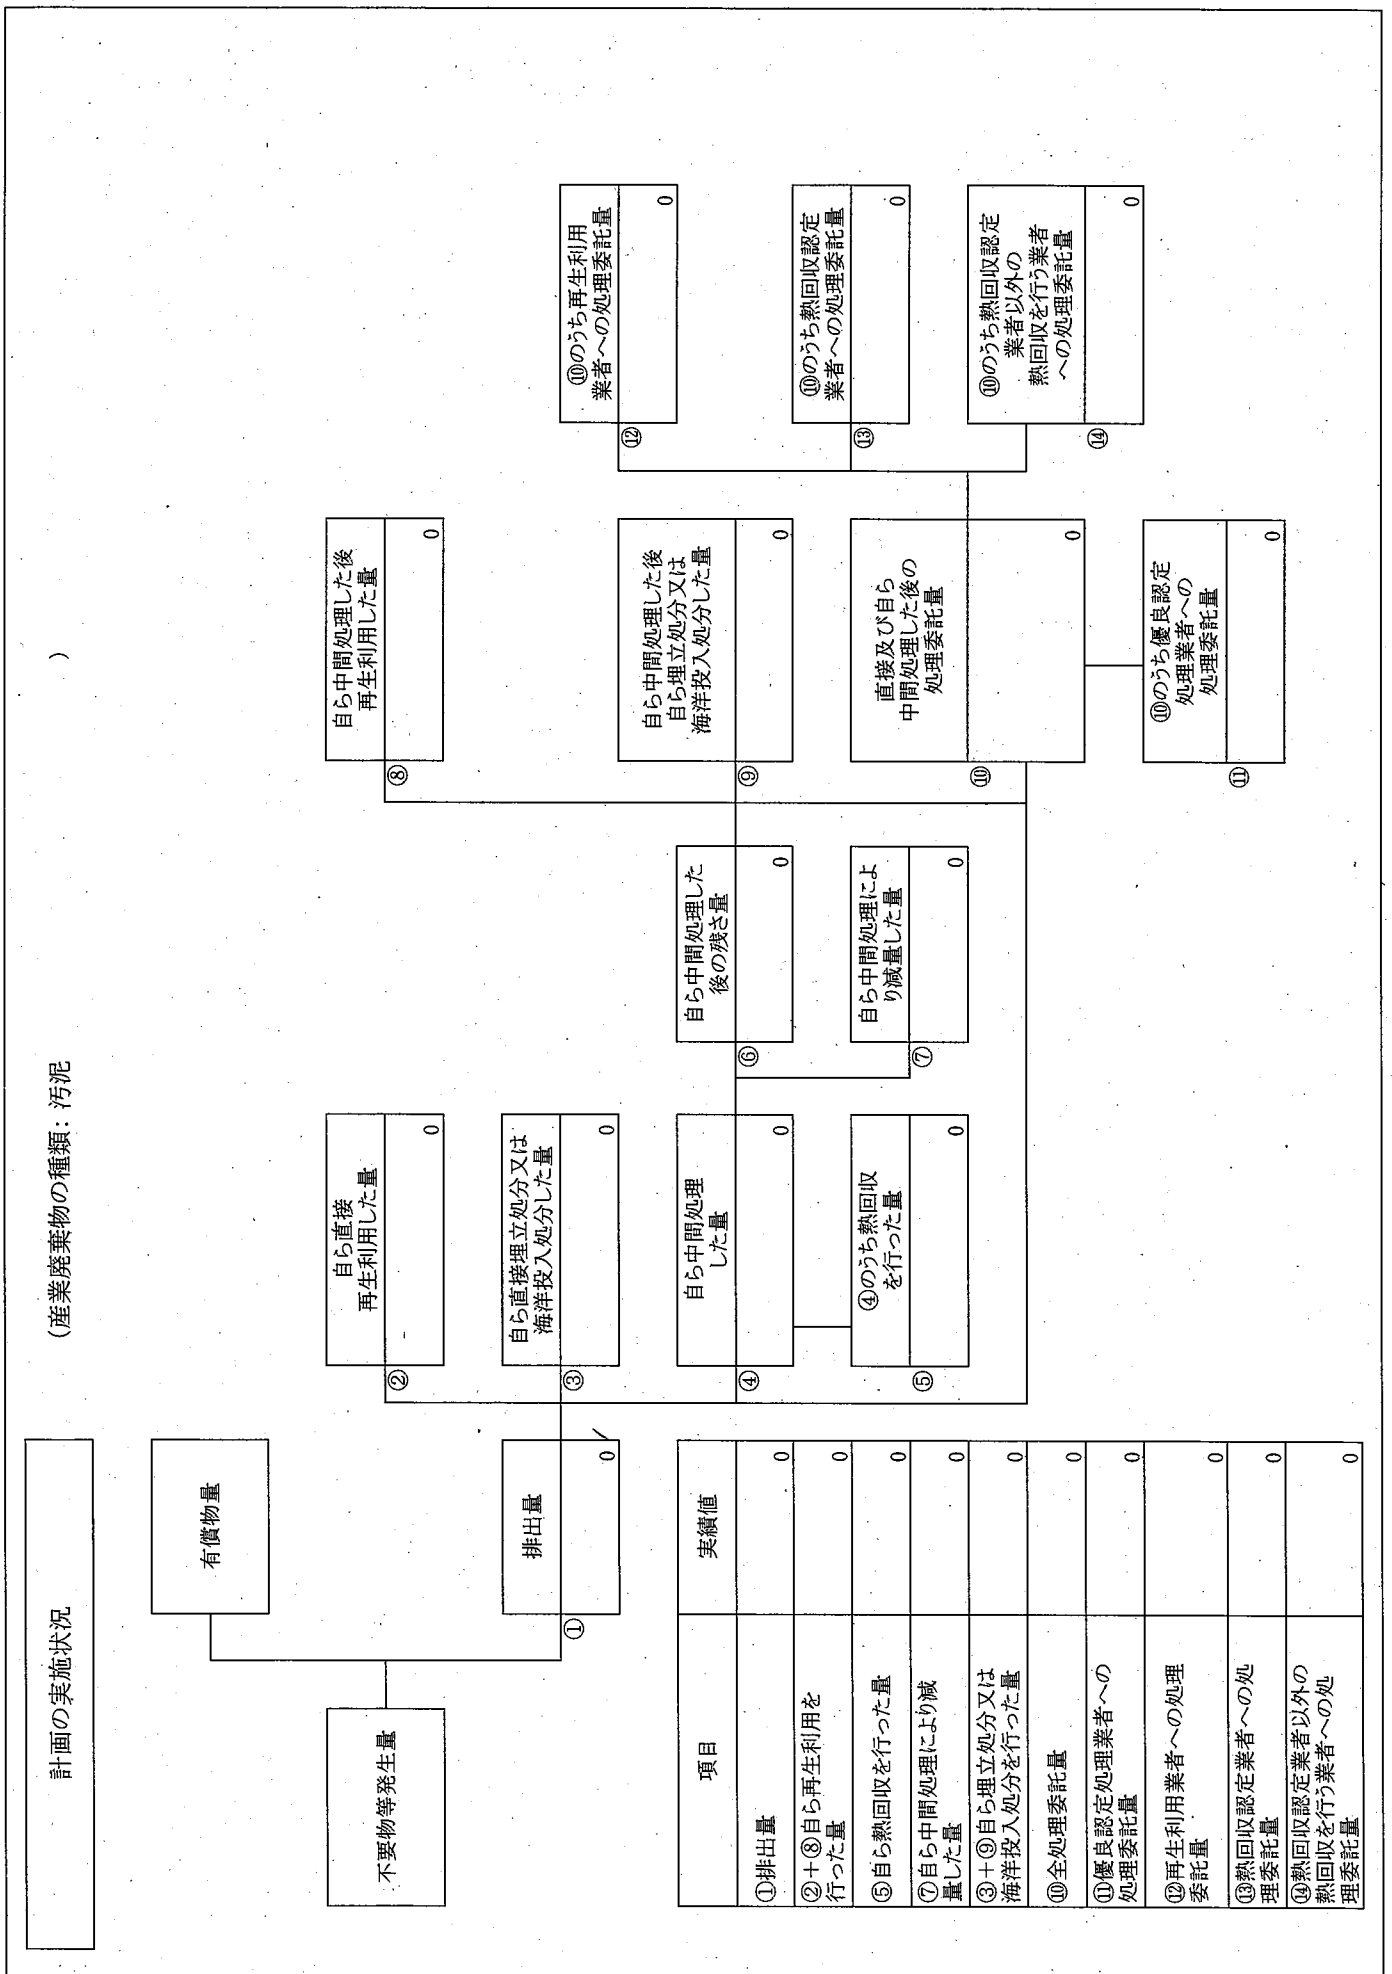 計画の実施状況
(産業廃棄物の種類:汚泥
)
不要物等発生量
有償物量
排出量
①
0
自ら直接
再生利用した量
②
0
自ら直接埋立処分又は
海洋投入処分した量
③
0
自ら中間処理
した量
④
0
④のうち熱回収
を行った量
⑤
0
自ら中間処理した
後の残さ量
⑥
0
自ら中間処理によ
り減量した量
⑦
0
自ら中間処理した後
再生利用した量
⑧
0
自ら中間処理した後
自ら埋立処分又は
海洋投入処分した量
⑨
0
直接及び自ら
中間処理した後の
処理委託量
⑩
0
⑩のうち優良認定
処理業者への
処理委託量
⑪
0
⑩のうち再生利用
業者への処理委託量
⑫
0
⑩のうち熱回収認定
業者への処理委託量
⑬
0
⑩のうち熱回収認定
業者以外の
熱回収を行う業者
への処理委託量
⑭
0
項目
実績値
①排出量
0
②+⑧自ら再生利用を
行った量
0
⑤自ら熱回収を行った量
0
⑦自ら中間処理により減
量した量
0
③+⑨自ら埋立処分又は
海洋投入処分を行った量
0
⑩全処理委託量
0
⑪優良認定処理業者への
処理委託量
0
⑫再生利用業者への処理
委託量
0
⑬熱回収認定業者への処
理委託量
0
⑭熱回収認定業者以外の
熱回収を行う業者への処
理委託量
0